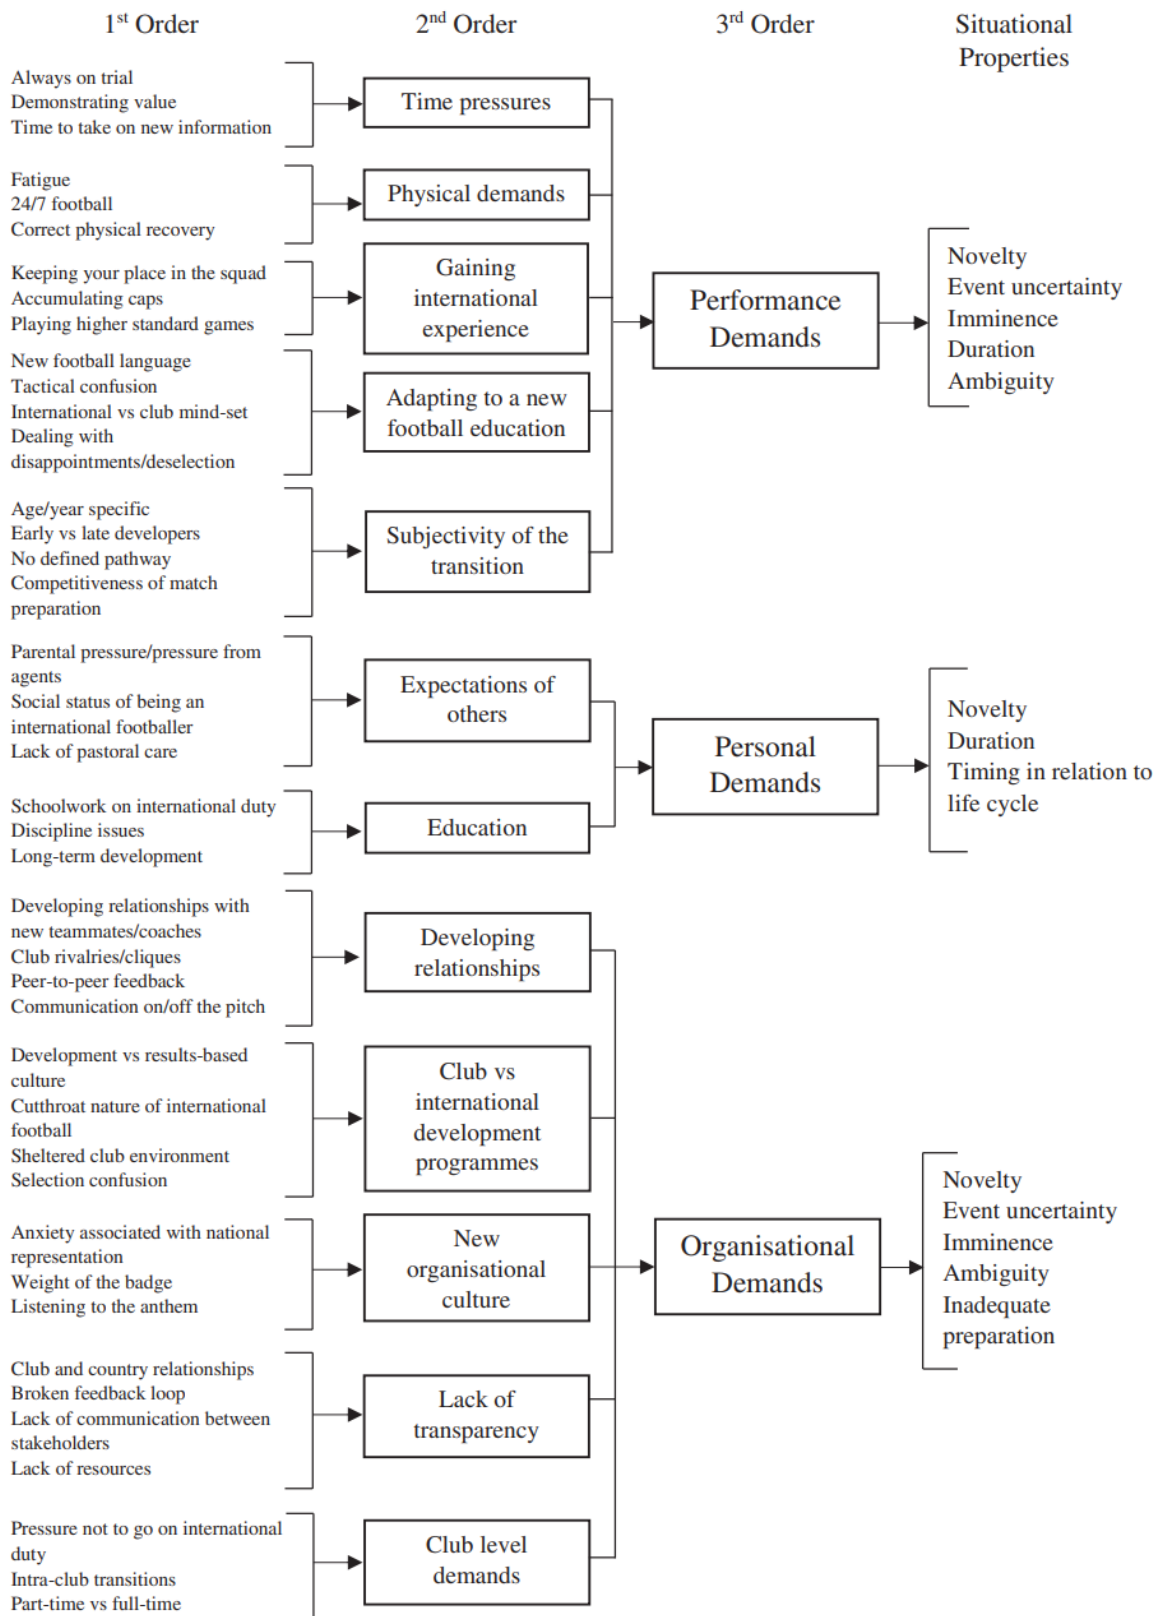 1st Order
2nd Order
3rd Order
Situational
Properties
Always on trial
Demonstrating value
Time to take on new information
Time pressures
Fatigue
24/7 football
Correct physical recovery
Physical demands
Keeping your place in the squad
Accumulating caps
Playing higher standard games
Gaining
international
experience
New football language
Tactical confusion
International vs club mind-set
Dealing with
disappointments/deselection
Adapting to a new
football education
Age/year specific
Early vs late developers
No defined pathway
Competitiveness of match
preparation
Subjectivity of the
transition
Performance
Demands
Novelty
Event uncertainty
Imminence
Duration
Ambiguity
Parental pressure/pressure from
agents
Social status of being an
international footballer
Lack of pastoral care
Expectations of
others
Schoolwork on international duty
Discipline issues
Long-term development
Education
Personal
Demands
Novelty
Duration
Timing in relation to
life cycle
Developing relationships with
new teammates/coaches
Club rivalries/cliques
Peer-to-peer feedback
Communication on/off the pitch
Developing
relationships
Development vs results-based
culture
Cutthroat nature of international
football
Sheltered club environment
Selection confusion
Club vs
international
development
programmes
Anxiety associated with national
representation
Weight of the badge
Listening to the anthem
New
organisational
culture
Club and country relationships
Broken feedback loop
Lack of communication between
stakeholders
Lack of resources
Lack of
transparency
Pressure not to go on international
duty
Intra-club transitions
Part-time vs full-time
Club level
demands
Organisational
Demands
Novelty
Event uncertainty
Imminence
Ambiguity
Inadequate
preparation